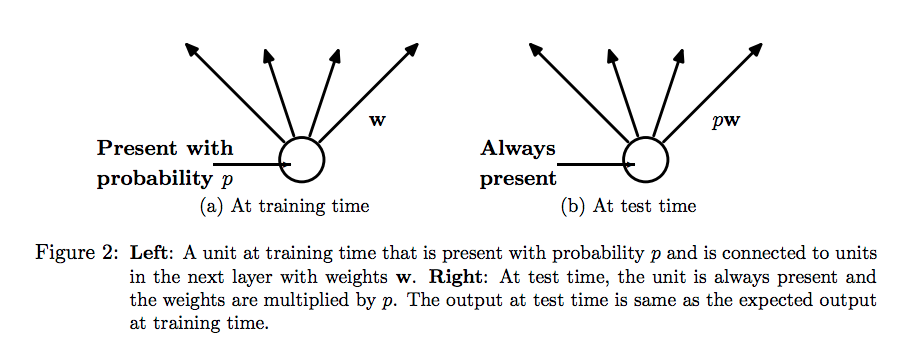 w
Present with
probability p
(a) At training time
pw
Always
present
(b) At test time
Figure 2: Left: A unit at training time that is present with probability p and is connected to units
in the next layer with weights w. Right: At test time, the unit is always present and
the weights are multiplied by p. The output at test time is same as the expected output
at training time.